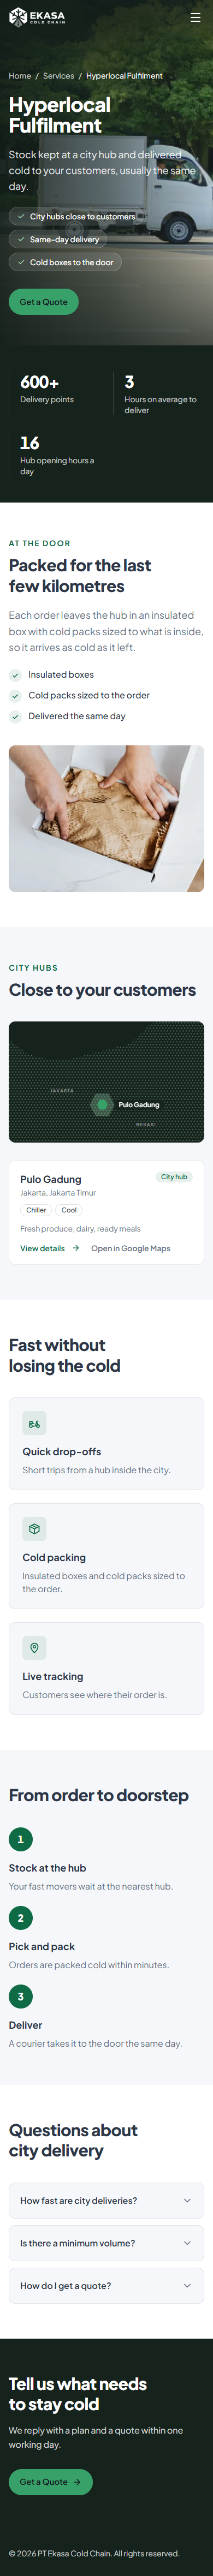 EKASA
COLD CHAIN
Home / Services / Hyperlocal Fulfilment
Hyperlocal
Fulfilment
Stock kept at a city hub and delivered
cold to your customers, usually the same
day.
City hubs close to customers
Same-day delivery
Cold boxes to the door
Get a Quote
600+
Delivery points
3
Hours on average to
deliver
16
Hub opening hours a
day
AT THE DOOR
Packed for the last
few kilometres
Each order leaves the hub in an insulated
box with cold packs sized to what is inside,
so it arrives as cold as it left.
Insulated boxes
Cold packs sized to the order
Delivered the same day
CITY HUBS
Close to your customers
JAKARTA
Pulo Gadung
BEKASI
Pulo Gadung
City hub
Jakarta, Jakarta Timur
Chiller Cool
Fresh produce, dairy, ready meals
View details → Open in Google Maps
Fast without
losing the cold
Quick drop-offs
Short trips from a hub inside the city.
Cold packing
Insulated boxes and cold packs sized to
the order.
Live tracking
Customers see where their order is.
From order to doorstep
1
Stock at the hub
Your fast movers wait at the nearest hub.
2
Pick and pack
Orders are packed cold within minutes.
3
Deliver
A courier takes it to the door the same day.
Questions about
city delivery
How fast are city deliveries?
Is there a minimum volume?
How do I get a quote?
Tell us what needs
to stay cold
We reply with a plan and a quote within one
working day.
Get a Quote →
© 2026 PT Ekasa Cold Chain. All rights reserved.